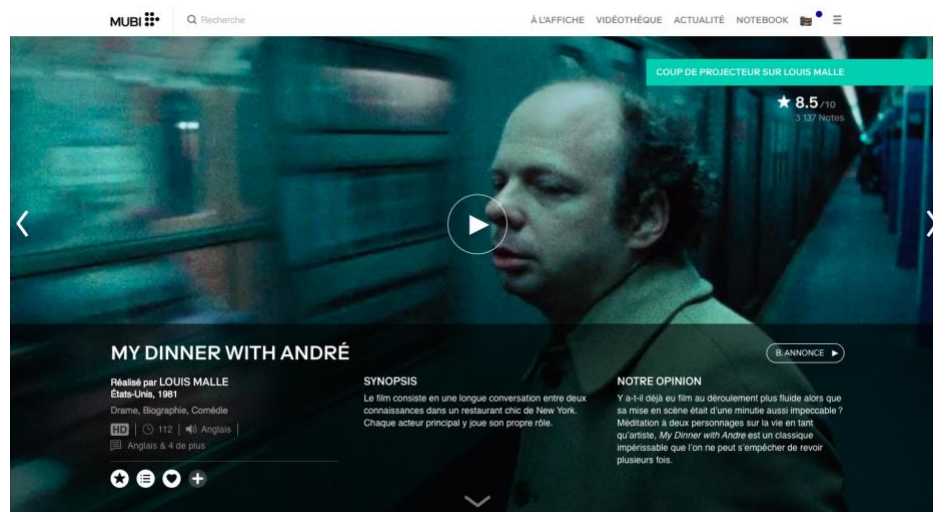 MUBI
Recherche
À L'AFFICHE VIDÉOTHÈQUE ACTUALITÉ NOTEBOOK
COUP DE PROJECTEUR SUR LOUIS MALLE
8.5/10
3 137 Notes
MY DINNER WITH ANDRÉ
B. ANNONCE
Réalisé par LOUIS MALLE
États-Unis, 1981
Drame, Biographie, Comédie
HD 112 Anglais
Anglais & 4 de plus
SYNOPSIS
Le film consiste en une longue conversation entre deux
connaissances dans un restaurant chic de New York.
Chaque acteur principal y joue son propre rôle.
NOTRE OPINION
Y a-t-il déjà eu film au déroulement plus fluide alors que
sa mise en scène était d'une minutie aussi impeccable ?
Méditation à deux personnages sur la vie en tant
qu'artiste, My Dinner with Andre est un classique
impérissable que l'on ne peut s'empêcher de revoir
plusieurs fois.